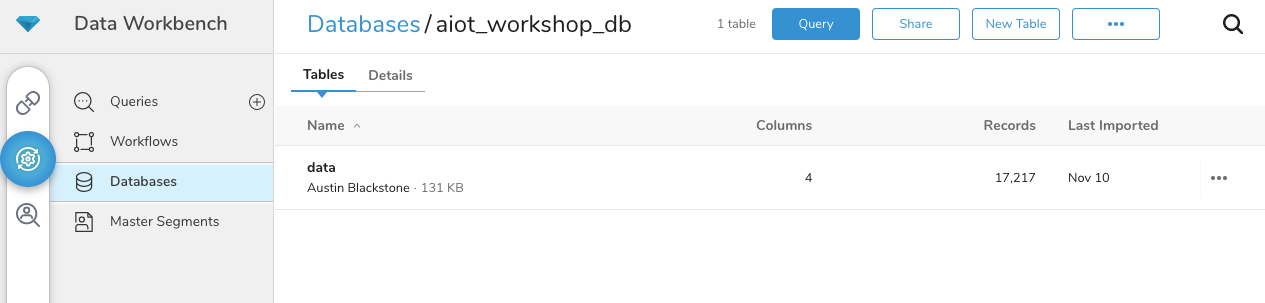 Data Workbench
Databases/aiot_workshop_db
1 table
Query
Share
New Table
Queries
Workflows
Databases
Master Segments
Tables
Details
Name
Columns
Records
Last Imported
data
Austin Blackstone · 131 KB
4
17,217
Nov 10